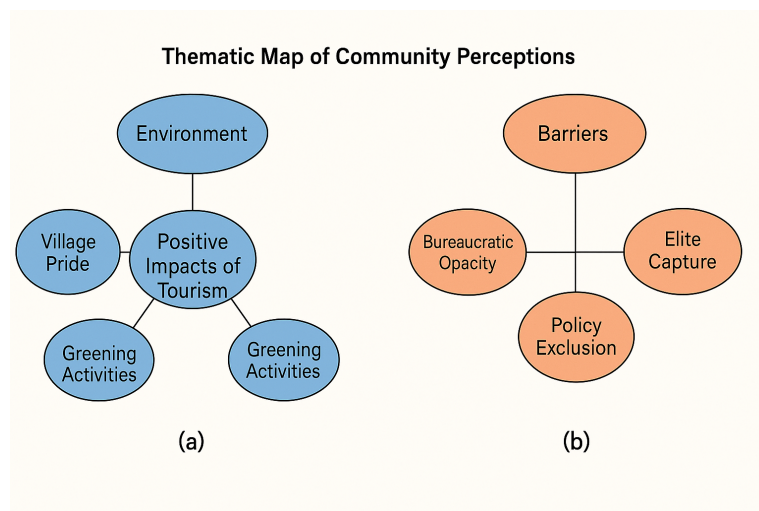 Thematic Map of Community Perceptions
Environment
Village
Pride
Positive
Impacts of
Tourism
Greening
Activities
Greening
Activities
(a)
Barriers
Bureaucratic
Opacity
Elite
Capture
Policy
Exclusion
(b)